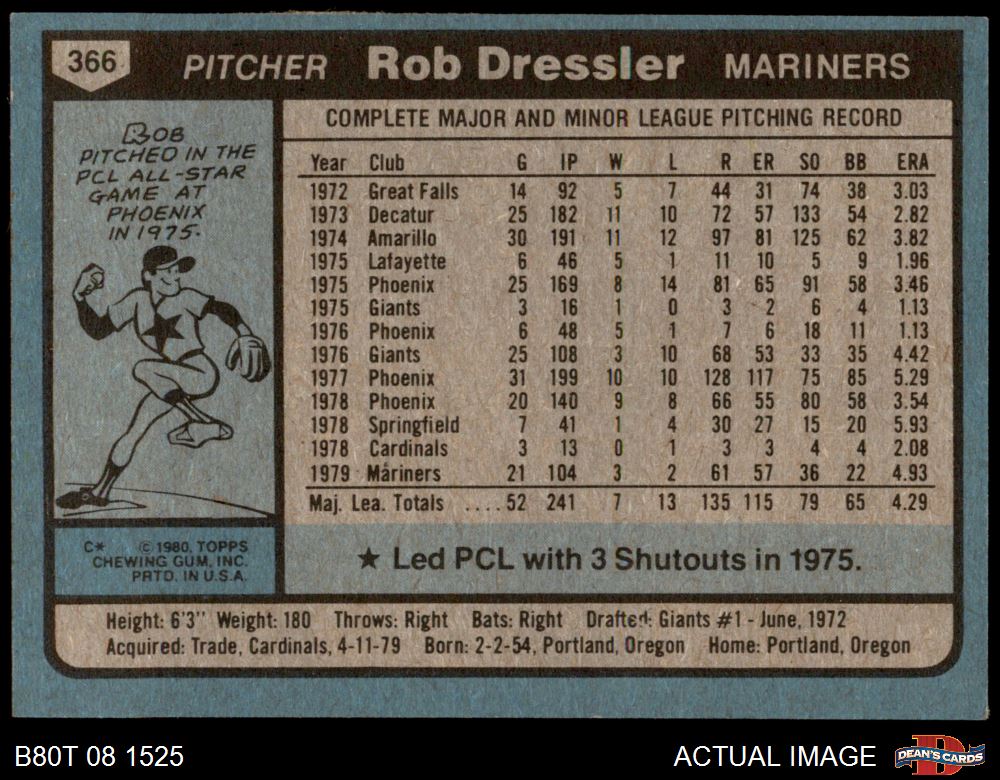 366 PITCHER Rob Dressler MARINERS
BOB
PITCHED IN THE
PCL ALL-STAR
GAME AT
PHOENIX
IN 1975.
COMPLETE MAJOR AND MINOR LEAGUE PITCHING RECORD
Year Club G IP W L R ER SO BB ERA
1972 Great Falls 14 92 5 7 44 31 74 38 3.03
1973 Decatur 25 182 11 10 72 57 133 54 2.82
1974 Amarillo 30 191 11 12 97 81 125 62 3.82
1975 Lafayette 6 46 5 1 11 10 5 9 1.96
1975 Phoenix 25 169 8 14 81 65 91 58 3.46
1975 Giants 3 16 1 0 3 2 6 4 1.13
1976 Phoenix 6 48 5 1 7 6 18 11 1.13
1976 Giants 25 108 3 10 68 53 33 35 4.42
1977 Phoenix 31 199 10 10 128 117 75 85 5.29
1978 Phoenix 20 140 9 8 66 55 80 58 3.54
1978 Springfield 7 41 1 4 30 27 15 20 5.93
1978 Cardinals 3 13 0 1 3 3 4 4 2.08
1979 Mariners 21 104 3 2 61 57 36 22 4.93
Maj. Lea. Totals ....52 241 7 13 135 115 79 65 4.29
C* © 1980, TOPPS
CHEWING GUM, INC.
PRTD. IN U.S.A.
★ Led PCL with 3 Shutouts in 1975.
Height: 6'3" Weight: 180 Throws: Right Bats: Right Drafted: Giants #1 - June, 1972
Acquired: Trade, Cardinals, 4-11-79 Born: 2-2-54, Portland, Oregon Home: Portland, Oregon
B80T 08 1525 ACTUAL IMAGE
D
DEAN'S CARDS